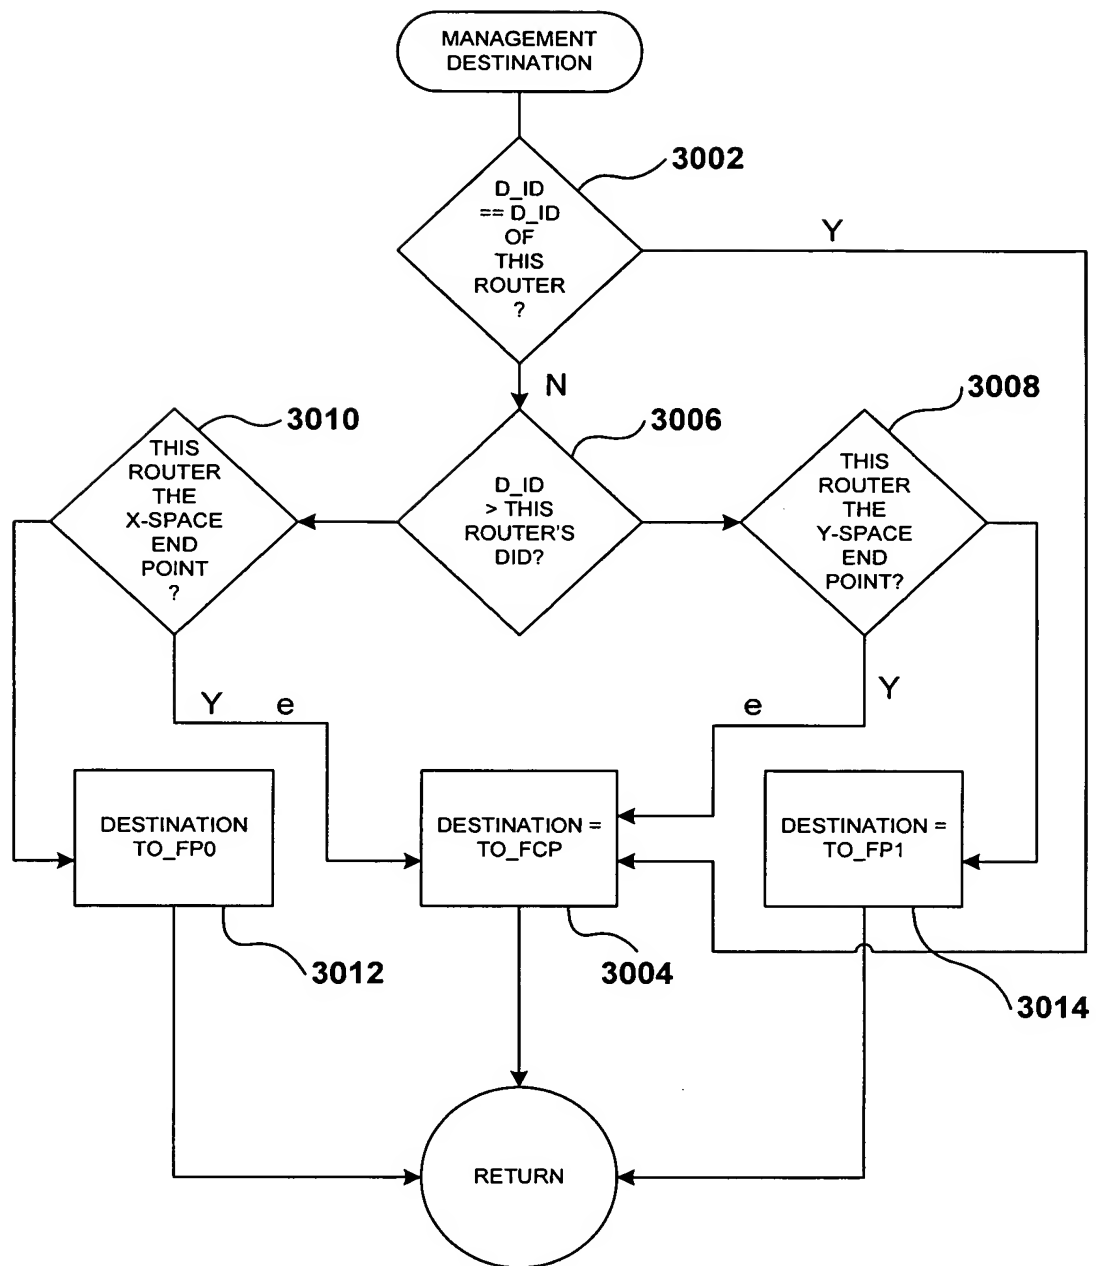 MANAGEMENT
DESTINATION
3002
D_ID
== D_ID
OF
THIS
ROUTER
?
Y
N
3010
THIS
ROUTER
THE
X-SPACE
END
POINT
?
3006
D_ID
> THIS
ROUTER'S
DID?
3008
THIS
ROUTER
THE
Y-SPACE
END
POINT?
Y
e
e
Y
DESTINATION
TO_FP0
DESTINATION =
TO_FCP
DESTINATION =
TO_FP1
3012
3004
3014
RETURN